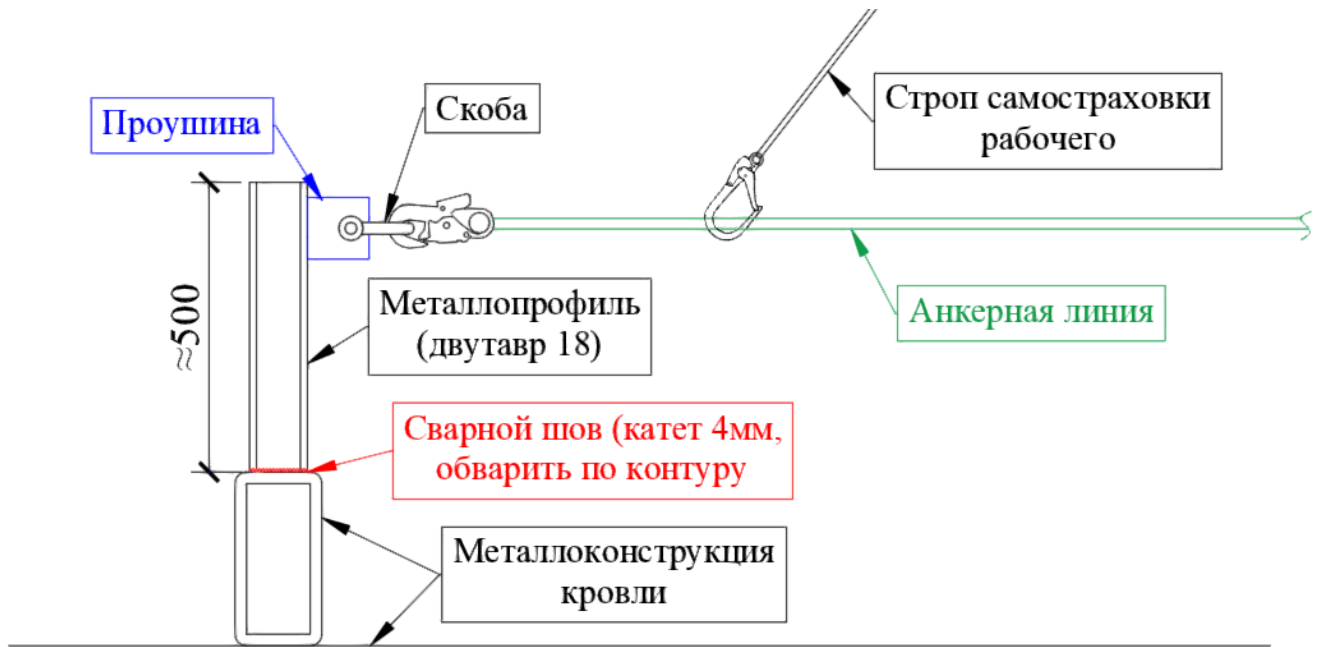 Проушина
Скоба
Строп самостраховки
рабочего
≈500
Металлопрофиль
(двутавр 18)
Анкерная линия
Сварной шов (катет 4мм,
обварить по контуру
Металлоконструкция
кровли